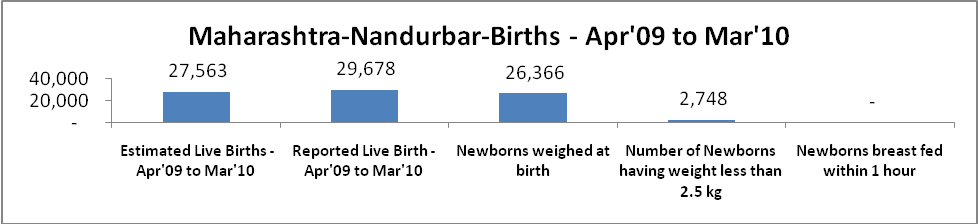 Maharashtra-Nandurbar-Births - Apr'09 to Mar'10
40,000
20,000
-
27,563
29,678
26,366
2,748
-
Estimated Live Births -
Apr'09 to Mar'10
Reported Live Birth -
Apr'09 to Mar'10
Newborns weighed at
birth
Number of Newborns
having weight less than
2.5 kg
Newborns breast fed
within 1 hour